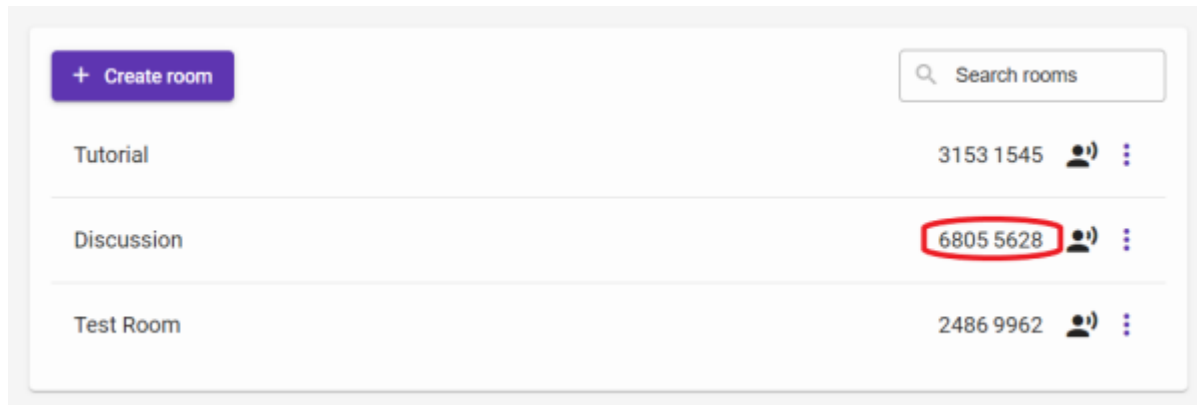 + Create room Search rooms
Tutorial 3153 1545
Discussion 6805 5628
Test Room 2486 9962